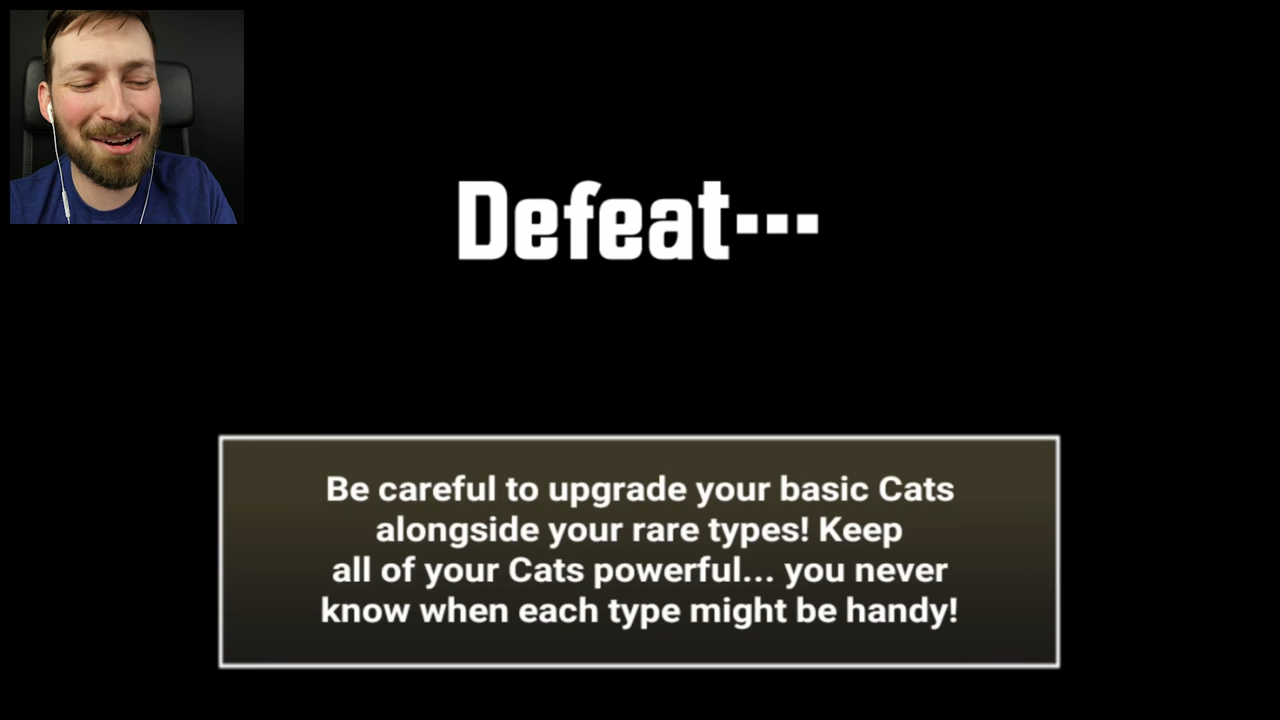 Defeat···
Be careful to upgrade your basic Cats
alongside your rare types! Keep
all of your Cats powerful... you never
know when each type might be handy!